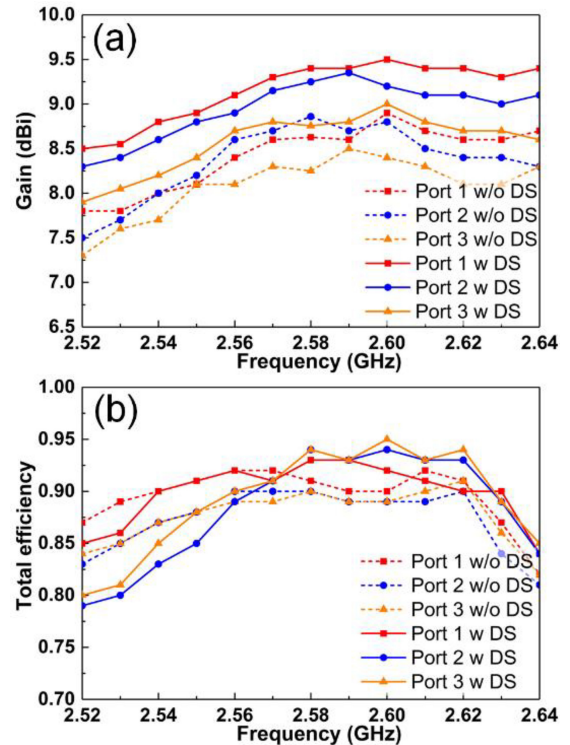 (a)
10.0
9.5
9.0
8.5
8.0
7.5
7.0
6.5
Gain (dBi)
Port 1 w/o DS
Port 2 w/o DS
Port 3 w/o DS
Port 1 w DS
Port 2 w DS
Port 3 w DS
2.52 2.54 2.56 2.58 2.60 2.62 2.64
Frequency (GHz)
(b)
1.00
0.95
0.90
0.85
0.80
0.75
0.70
Total efficiency
Port 1 w/o DS
Port 2 w/o DS
Port 3 w/o DS
Port 1 w DS
Port 2 w DS
Port 3 w DS
2.52 2.54 2.56 2.58 2.60 2.62 2.64
Frequency (GHz)